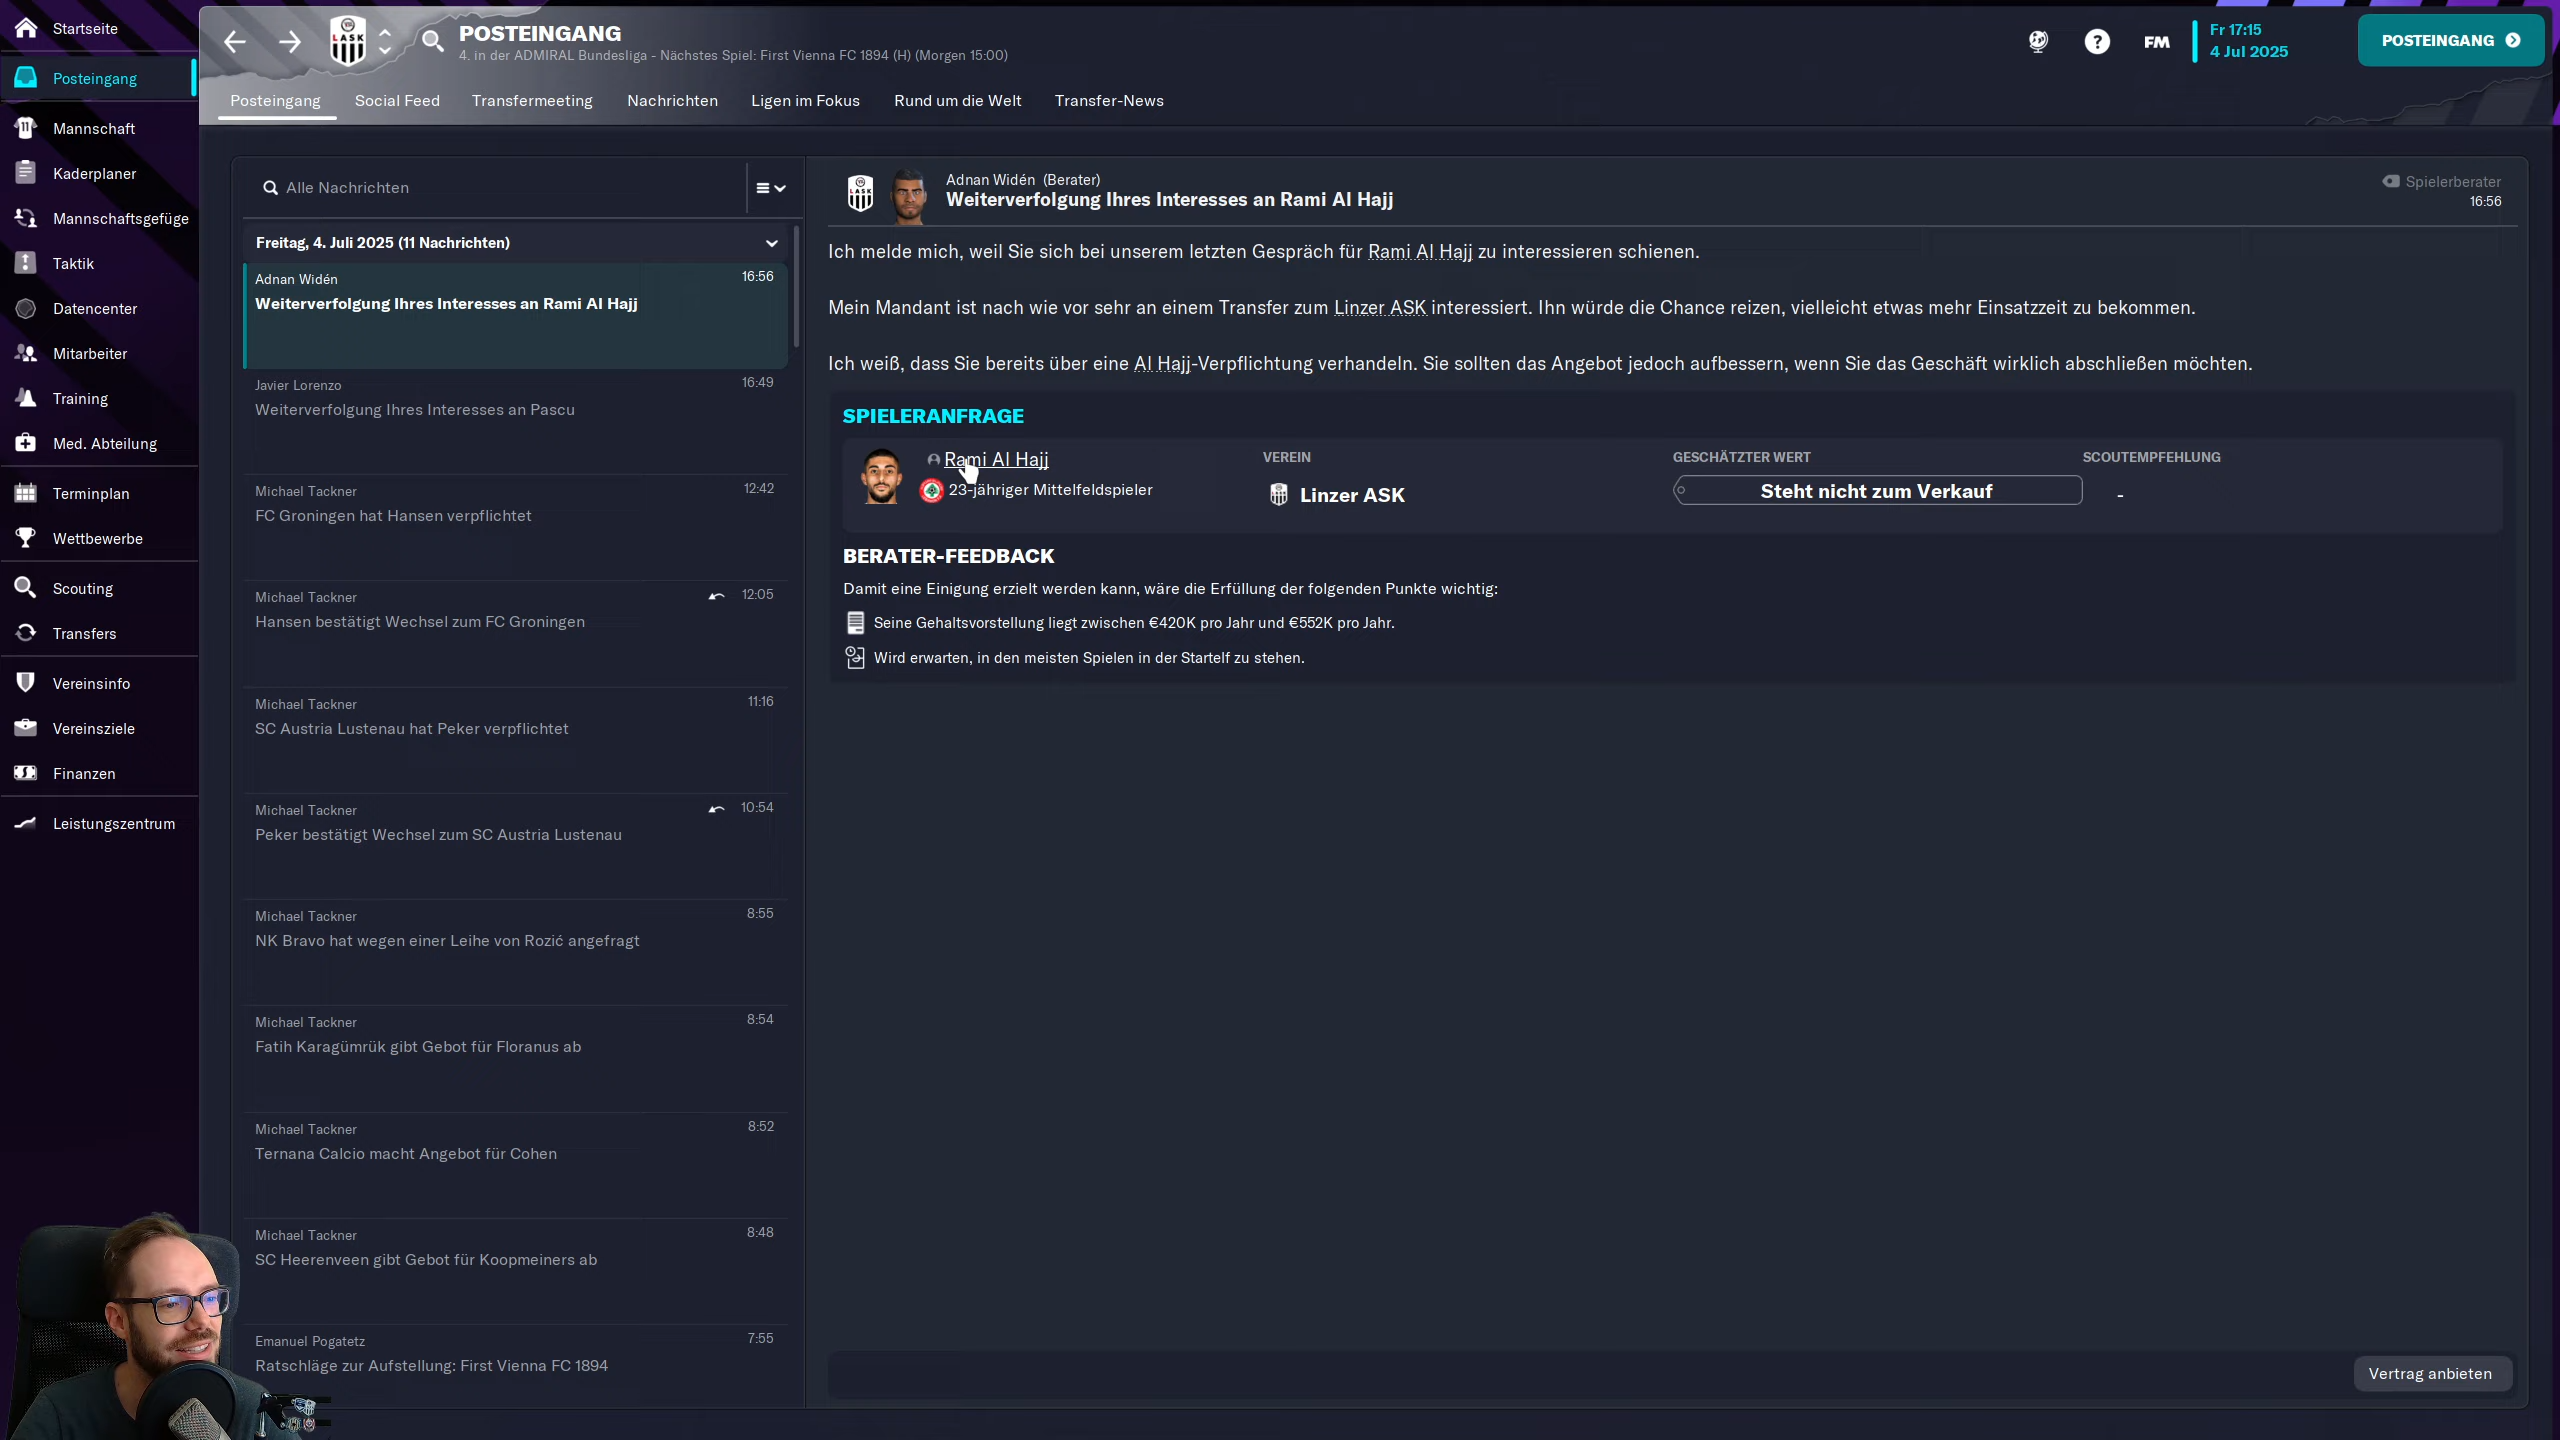 Startseite
Posteingang
Mannschaft
Kaderplaner
Mannschaftsgefüge
Taktik
Datencenter
Mitarbeiter
Training
Med. Abteilung
Terminplan
Wettbewerbe
Scouting
Transfers
Vereinsinfo
Vereinsziele
Finanzen
Leistungszentrum
LASK
POSTEINGANG
4. in der ADMIRAL Bundesliga - Nächstes Spiel: First Vienna FC 1894 (H) (Morgen 15:00)
FM
Fr 17:15
4 Jul 2025
POSTEINGANG
Posteingang
Social Feed
Transfermeeting
Nachrichten
Ligen im Fokus
Rund um die Welt
Transfer-News
Alle Nachrichten
Freitag, 4. Juli 2025 (11 Nachrichten)
Adnan Widén 16:56
Weiterverfolgung Ihres Interesses an Rami Al Hajj
Javier Lorenzo 16:49
Weiterverfolgung Ihres Interesses an Pascu
Michael Tackner 12:42
FC Groningen hat Hansen verpflichtet
Michael Tackner 12:05
Hansen bestätigt Wechsel zum FC Groningen
Michael Tackner 11:16
SC Austria Lustenau hat Peker verpflichtet
Michael Tackner 10:54
Peker bestätigt Wechsel zum SC Austria Lustenau
Michael Tackner 8:55
NK Bravo hat wegen einer Leihe von Rozić angefragt
Michael Tackner 8:54
Fatih Karagümrük gibt Gebot für Floranus ab
Michael Tackner 8:52
Ternana Calcio macht Angebot für Cohen
Michael Tackner 8:48
SC Heerenveen gibt Gebot für Koopmeiners ab
Emanuel Pogatetz 7:55
Ratschläge zur Aufstellung: First Vienna FC 1894
Adnan Widén (Berater)
Weiterverfolgung Ihres Interesses an Rami Al Hajj
Spielerberater
16:56
Ich melde mich, weil Sie sich bei unserem letzten Gespräch für Rami Al Hajj zu interessieren schienen.
Mein Mandant ist nach wie vor sehr an einem Transfer zum Linzer ASK interessiert. Ihn würde die Chance reizen, vielleicht etwas mehr Einsatzzeit zu bekommen.
Ich weiß, dass Sie bereits über eine Al Hajj-Verpflichtung verhandeln. Sie sollten das Angebot jedoch aufbessern, wenn Sie das Geschäft wirklich abschließen möchten.
SPIELERANFRAGE
Rami Al Hajj
23-jähriger Mittelfeldspieler
VEREIN
Linzer ASK
GESCHÄTZTER WERT
Steht nicht zum Verkauf
SCOUTEMPFEHLUNG
-
BERATER-FEEDBACK
Damit eine Einigung erzielt werden kann, wäre die Erfüllung der folgenden Punkte wichtig:
Seine Gehaltsvorstellung liegt zwischen €420K pro Jahr und €552K pro Jahr.
Wird erwarten, in den meisten Spielen in der Startelf zu stehen.
Vertrag anbieten